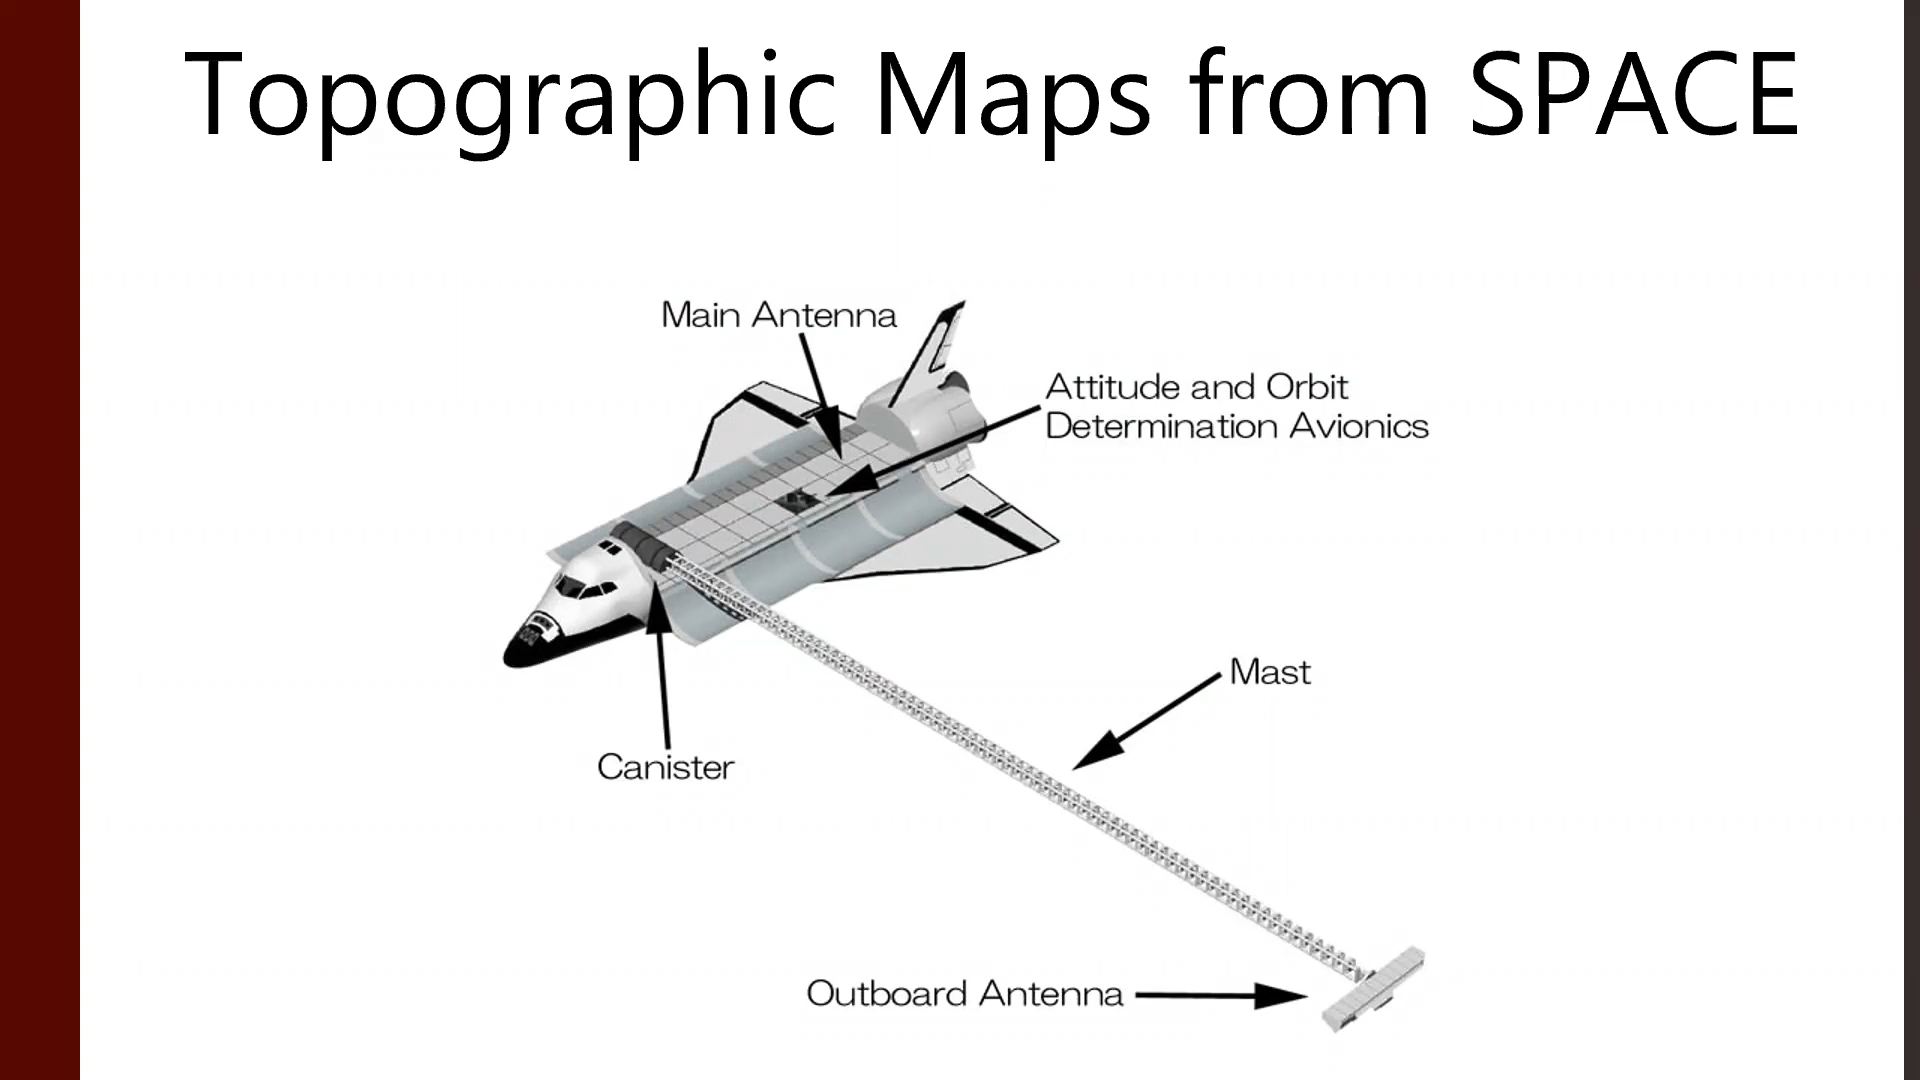 Topographic Maps from SPACE
Main Antenna
Attitude and Orbit
Determination Avionics
Mast
Canister
Outboard Antenna